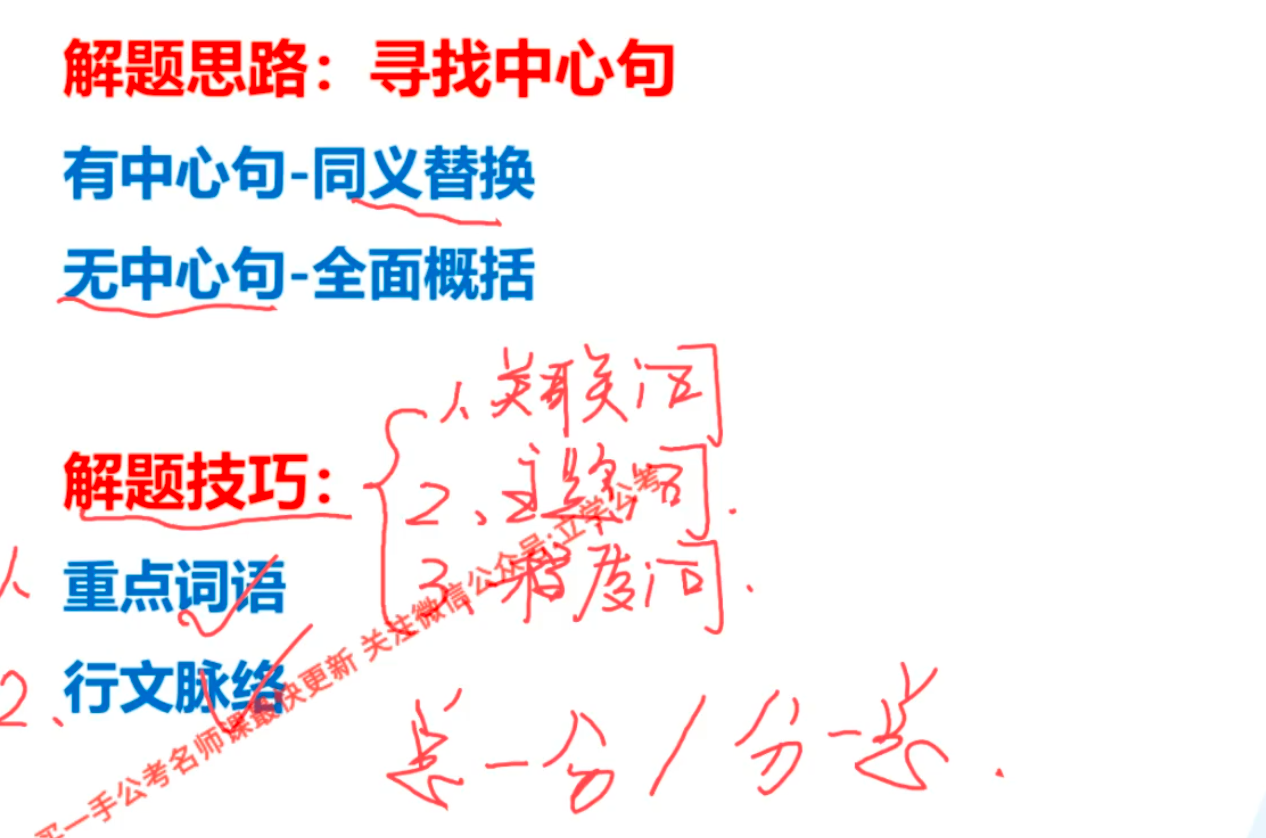 解题思路：寻找中心句
有中心句-同义替换
无中心句-全面概括
1、关联词
解题技巧：
2、主题词.
3、程度词.
1、重点词语
2、行文脉络
总-分/分-总.
买一手公考名师课最快更新 关注微信公众号:立学公考